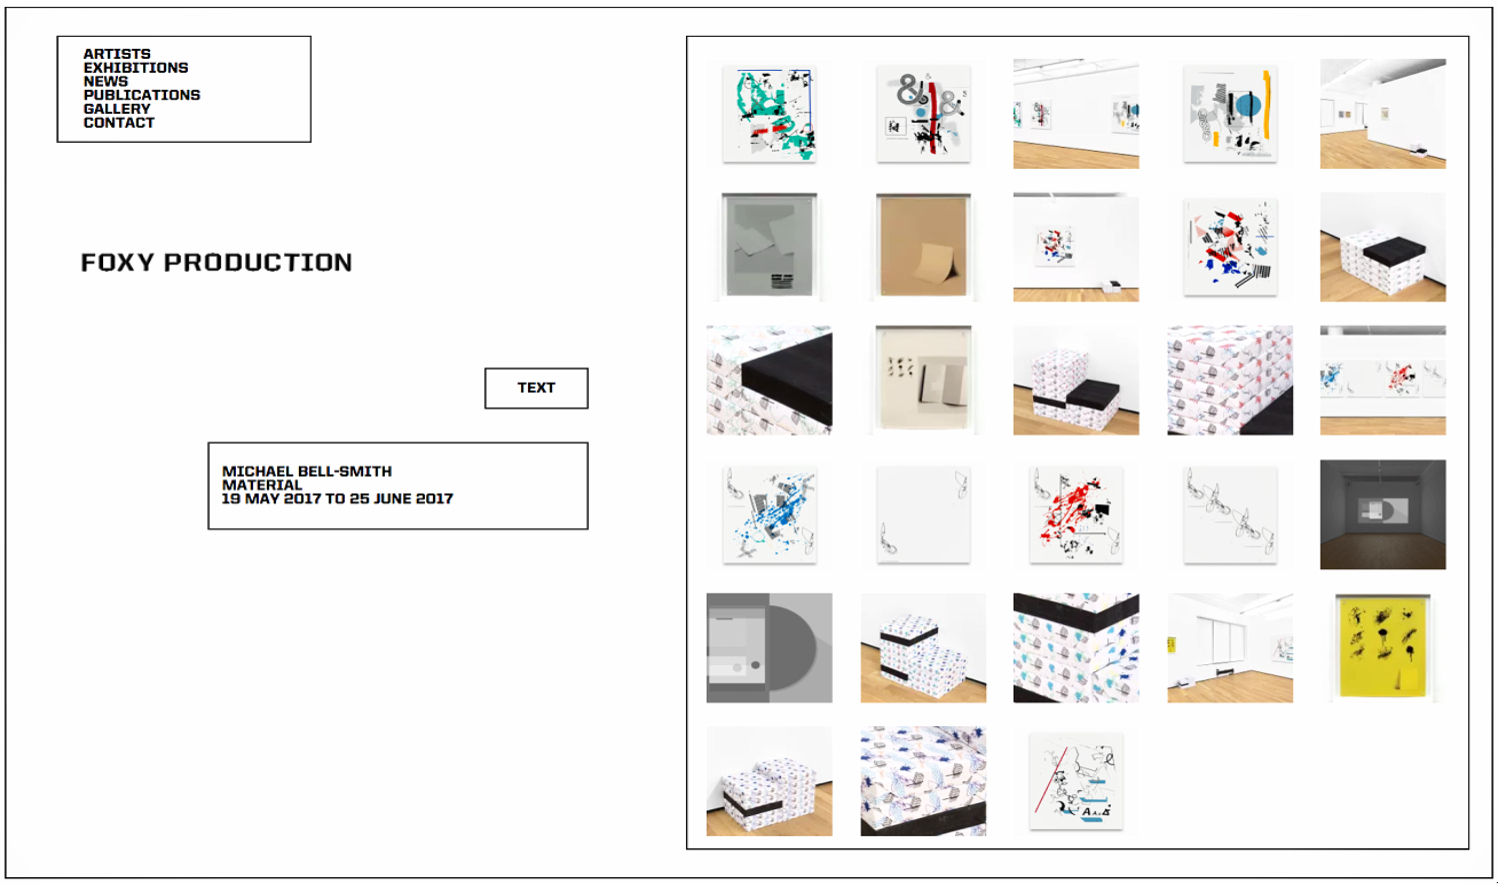 ARTISTS
EXHIBITIONS
NEWS
PUBLICATIONS
GALLERY
CONTACT
FOXY PRODUCTION
TEXT
MICHAEL BELL-SMITH
MATERIAL
19 MAY 2017 TO 25 JUNE 2017
&
&